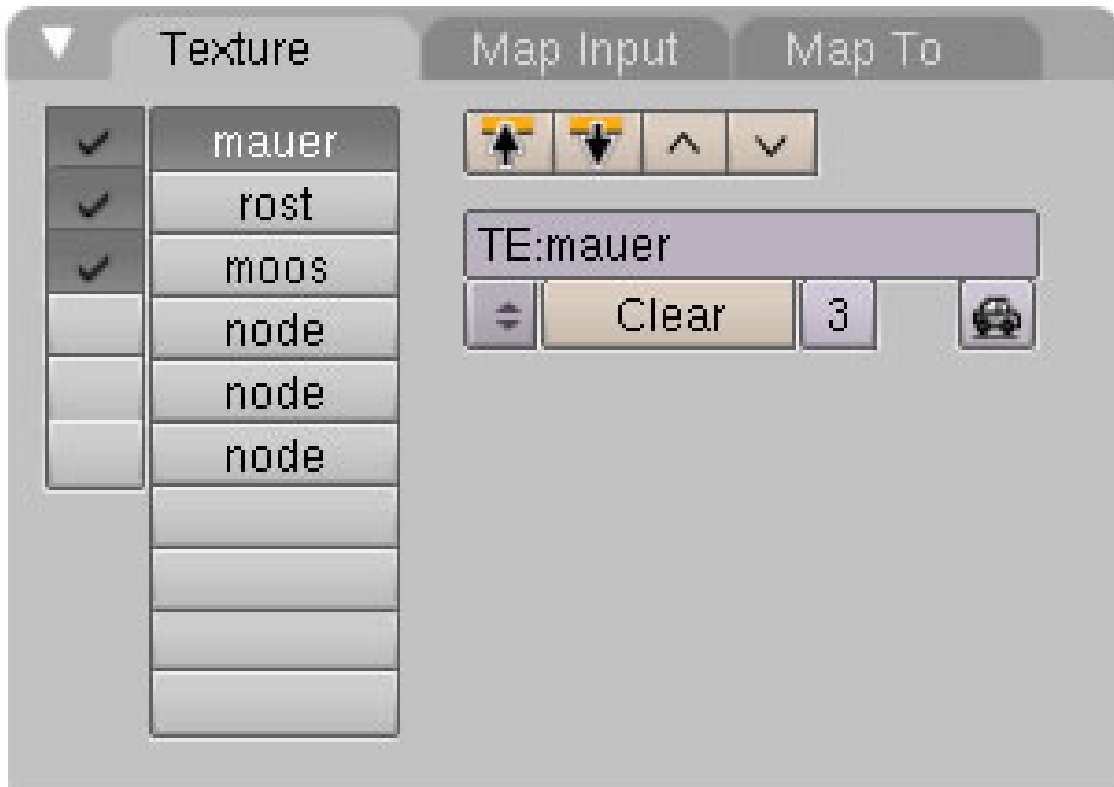 Texture Map Input Map To
mauer
rost
moos
node
node
node
TE:mauer
Clear 3